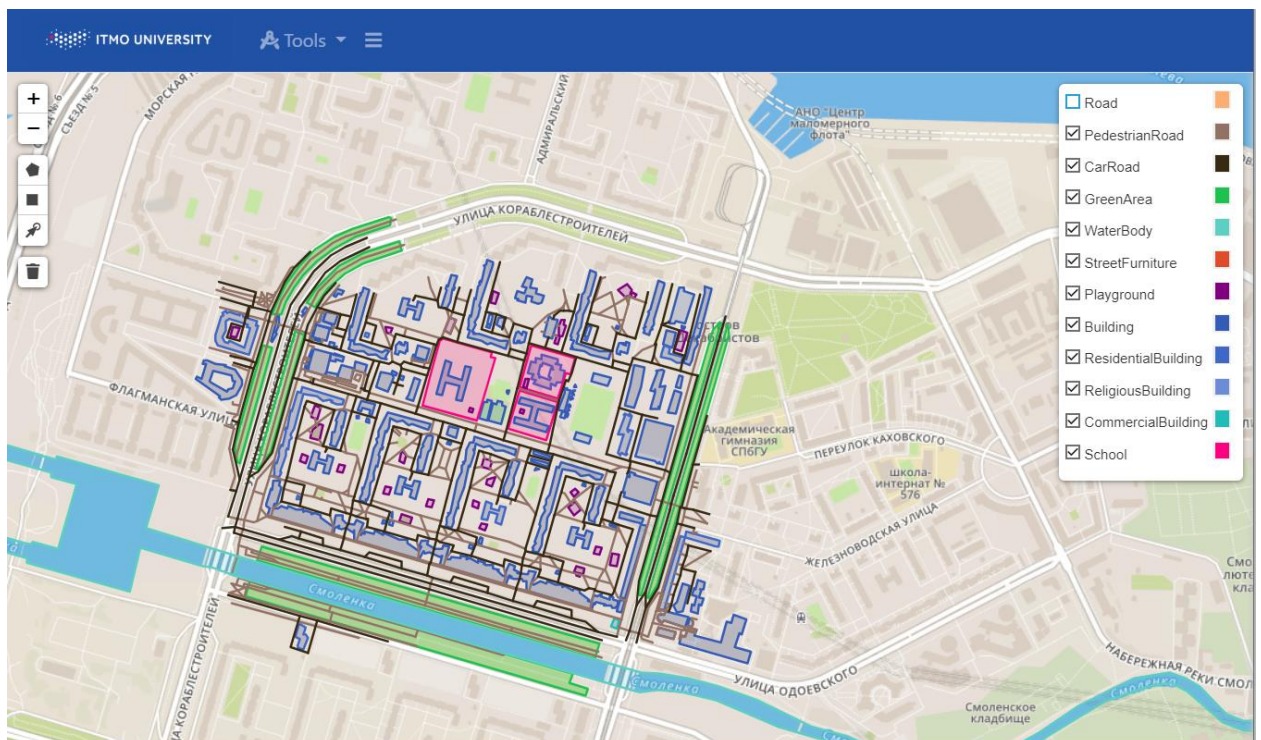 ITMO UNIVERSITY
Tools
+
−
СЪЕЗД № 5
АДМИРАЛЬСКИЙ
АНО "Центр
маломерного
флота"
УЛИЦА КОРАБЛЕСТРОИТЕЛЕЙ
ФЛАГМАНСКАЯ УЛИЦ
Академическая
гимназия
СПбГУ
ПЕРЕУЛОК КАХОВСКОГО
школа-
интернат №
576
ЖЕЛЕЗНОВОДСКАЯ УЛИЦА
Смоленка
Смоленка
УЛИЦА ОДОЕВСКОГО
НАБЕРЕЖНАЯ РЕКИ СМОЛ
Смоленка
Смоленское
кладбище
Road
PedestrianRoad
CarRoad
GreenArea
WaterBody
StreetFurniture
Playground
Building
ResidentialBuilding
ReligiousBuilding
CommercialBuilding
School